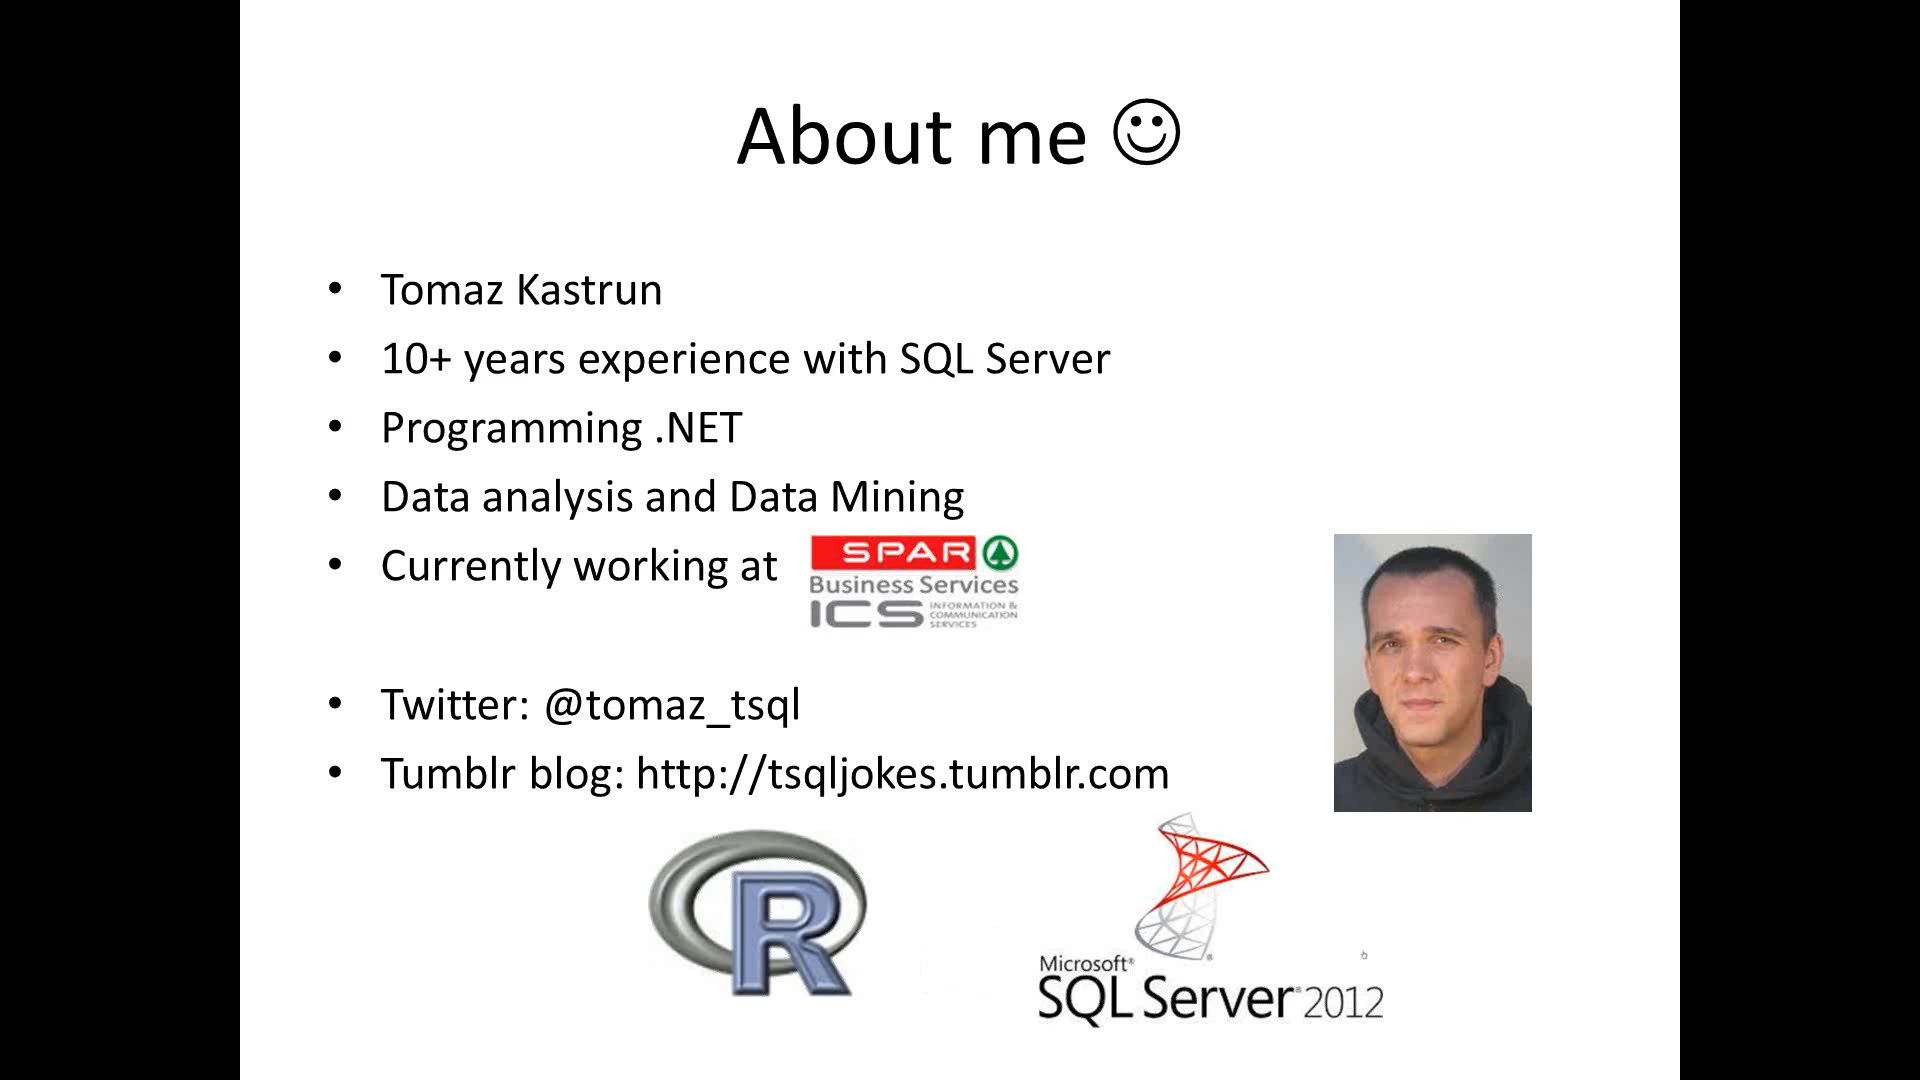 About me ☺
• Tomaz Kastrun
• 10+ years experience with SQL Server
• Programming .NET
• Data analysis and Data Mining
• Currently working at
SPAR
Business Services
ICS INFORMATION &
COMMUNICATION
SERVICES
• Twitter: @tomaz_tsql
• Tumblr blog: http://tsqljokes.tumblr.com
R
Microsoft®
SQL Server® 2012